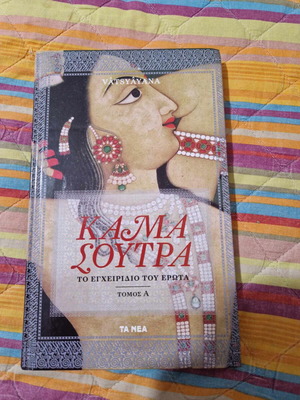 VATSYAYANA
ΚΑΜΑ
ΣΟΥΤΡΑ
ΤΟ ΕΓΧΕΙΡΙΔΙΟ ΤΟΥ ΕΡΩΤΑ
ΤΟΜΟΣ Α
ΤΑ ΝΕΑ